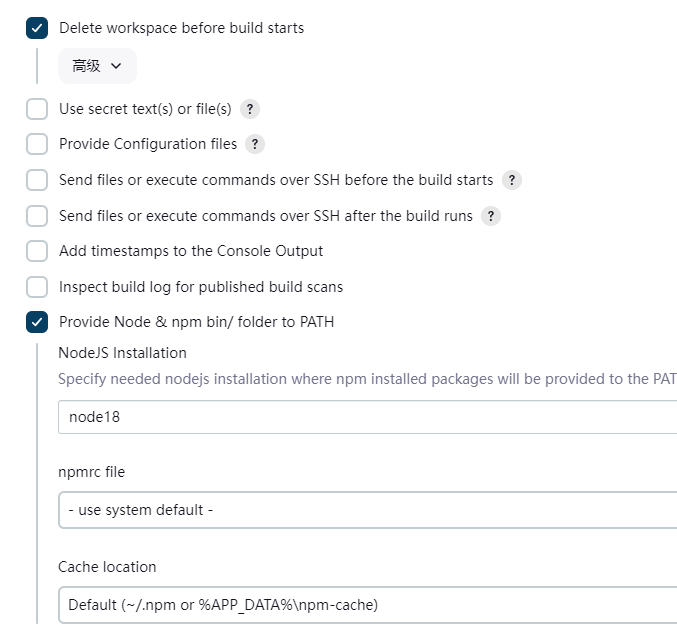 Delete workspace before build starts
高级
Use secret text(s) or file(s) ?
Provide Configuration files ?
Send files or execute commands over SSH before the build starts ?
Send files or execute commands over SSH after the build runs ?
Add timestamps to the Console Output
Inspect build log for published build scans
Provide Node & npm bin/ folder to PATH
NodeJS Installation
Specify needed nodejs installation where npm installed packages will be provided to the PAT
node18
npmrc file
- use system default -
Cache location
Default (~/.npm or %APP_DATA%\npm-cache)